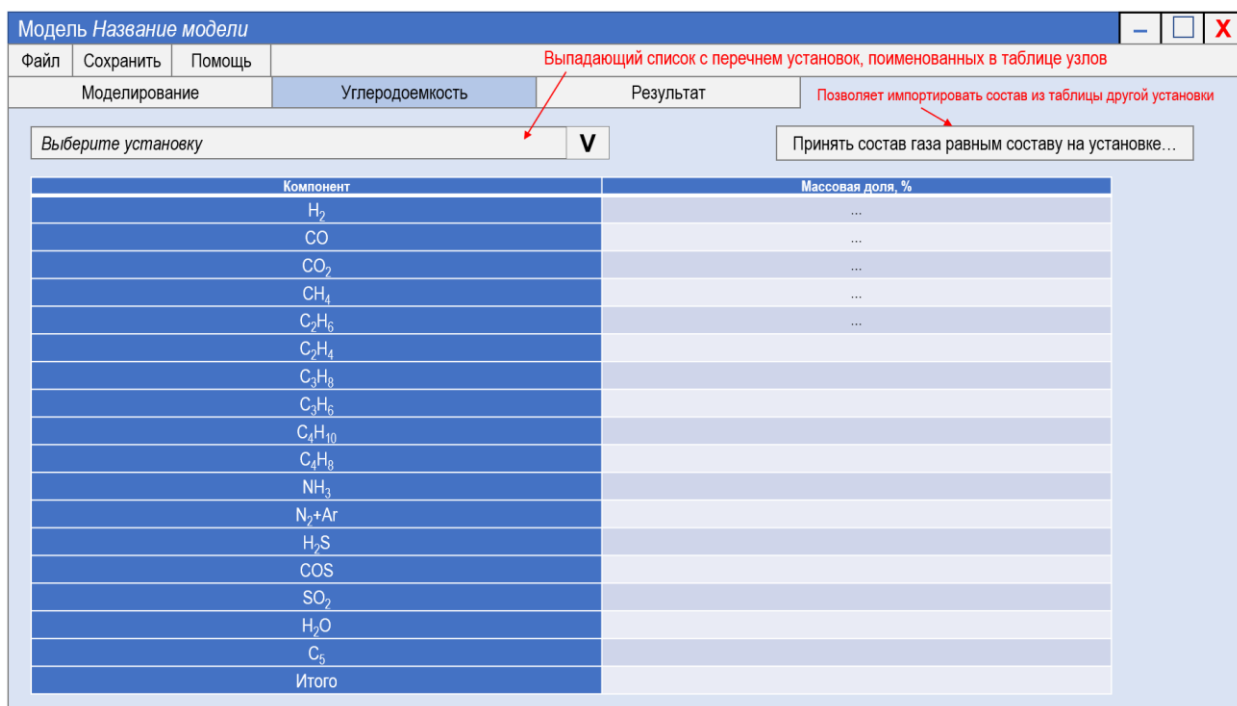 Модель Название модели
– X
Файл Сохранить Помощь Выпадающий список с перечнем установок, поименованных в таблице узлов
Моделирование Углеродоемкость Результат Позволяет импортировать состав из таблицы другой установки
Выберите установку V Принять состав газа равным составу на установке…
Компонент Массовая доля, %
H₂ ...
CO ...
CO₂ ...
CH₄ ...
C₂H₆ ...
C₂H₄
C₃H₈
C₃H₆
C₄H₁₀
C₄H₈
NH₃
N₂+Ar
H₂S
COS
SO₂
H₂O
C₅
Итого